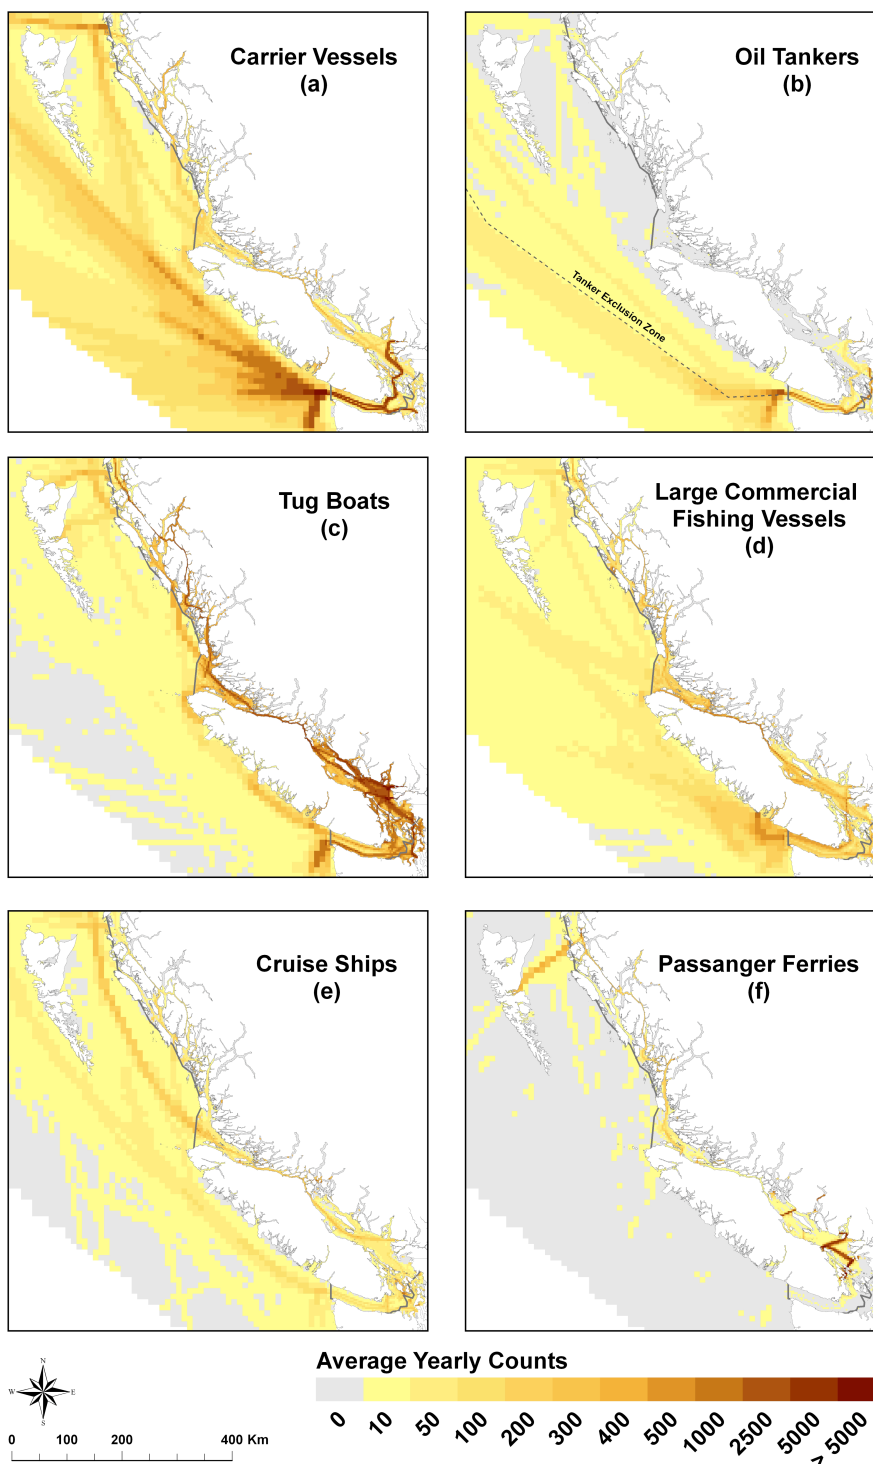 Carrier Vessels
(a)
Oil Tankers
(b)
Tanker Exclusion Zone
Tug Boats
(c)
Large Commercial
Fishing Vessels
(d)
Cruise Ships
(e)
Passanger Ferries
(f)
Average Yearly Counts
0 10 50 100 200 300 400 500 1000 2500 5000 > 5000
N
W E
S
0 100 200 400 Km